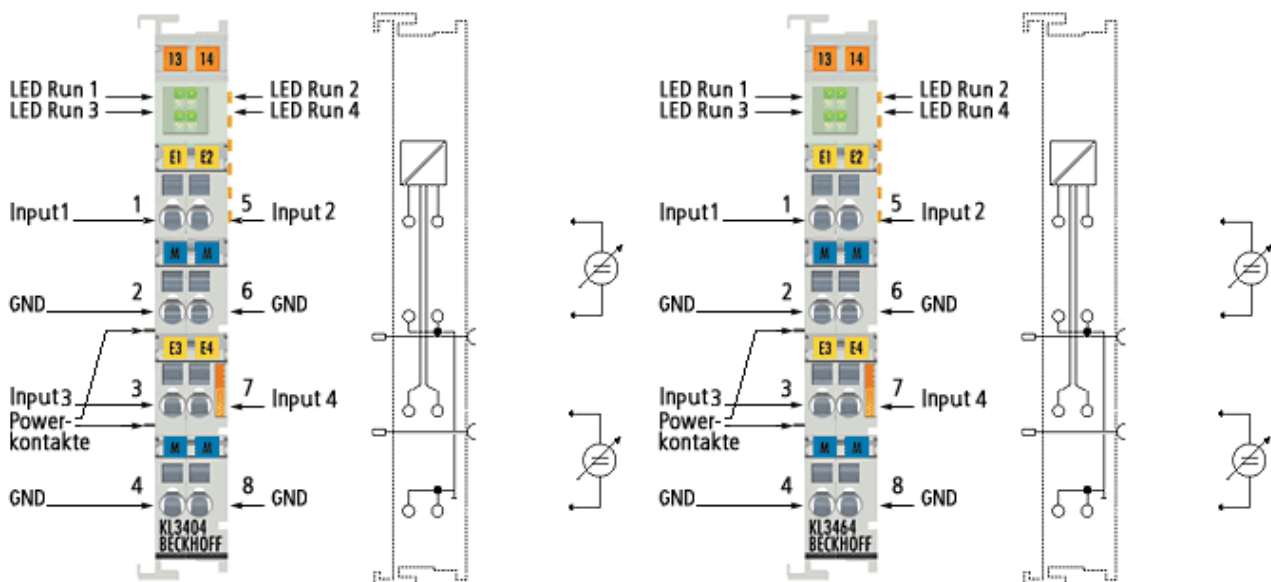 13 14
LED Run 1
LED Run 2
LED Run 3
LED Run 4
E1 E2
Input1
1
5
Input 2
M M
GND
2
6
GND
E3 E4
Input3
3
7
Input 4
Power-
kontakte
M M
GND
4
8
GND
KL3404
BECKHOFF
13 14
LED Run 1
LED Run 2
LED Run 3
LED Run 4
E1 E2
Input1
1
5
Input 2
M M
GND
2
6
GND
E3 E4
Input3
3
7
Input 4
Power-
kontakte
M M
GND
4
8
GND
KL3464
BECKHOFF